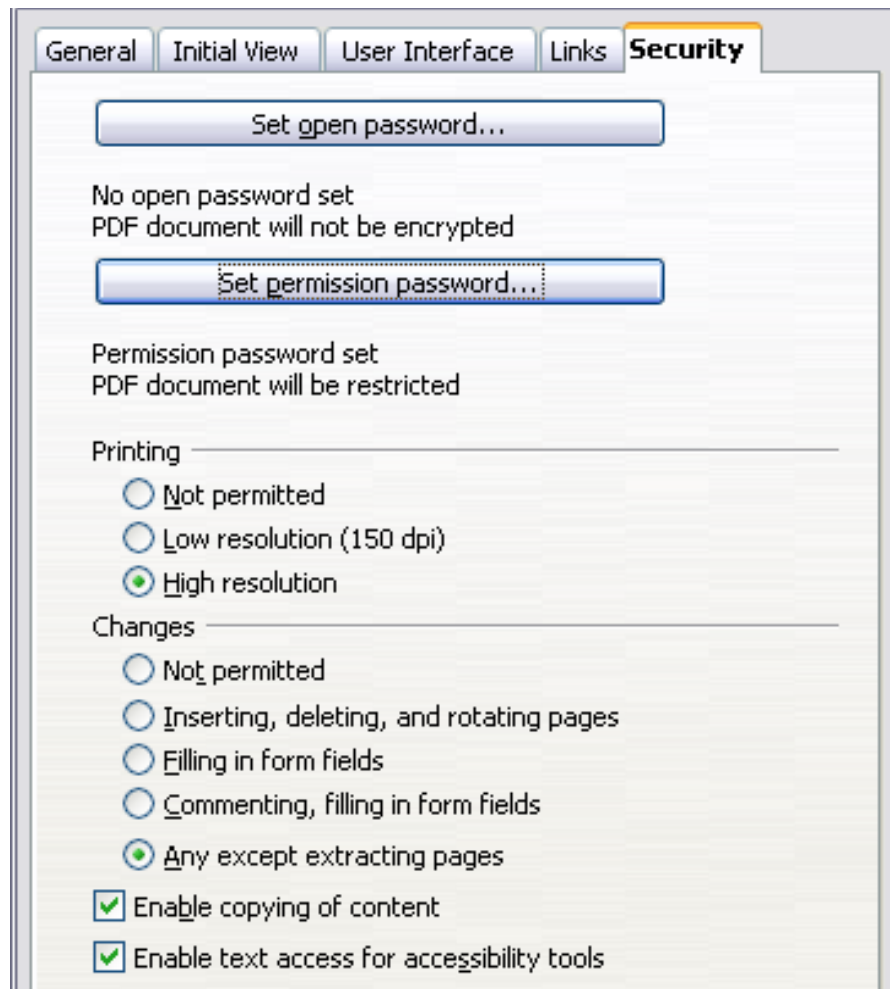 General Initial View User Interface Links Security
Set open password...
No open password set
PDF document will not be encrypted
Set permission password...
Permission password set
PDF document will be restricted
Printing
Not permitted
Low resolution (150 dpi)
High resolution
Changes
Not permitted
Inserting, deleting, and rotating pages
Filling in form fields
Commenting, filling in form fields
Any except extracting pages
Enable copying of content
Enable text access for accessibility tools